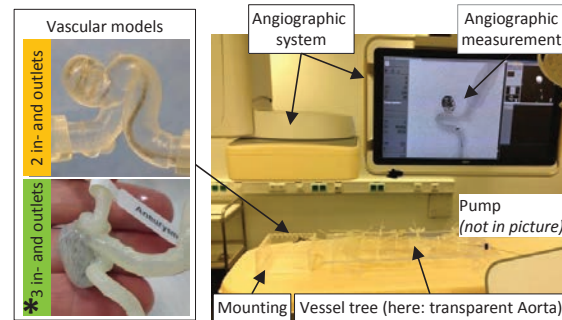 Vascular models
2 in- and outlets
Aneurysm
* 3 in- and outlets
Angiographic
system
Angiographic
measurement
Pump
(not in picture)
Mounting
Vessel tree (here: transparent Aorta)